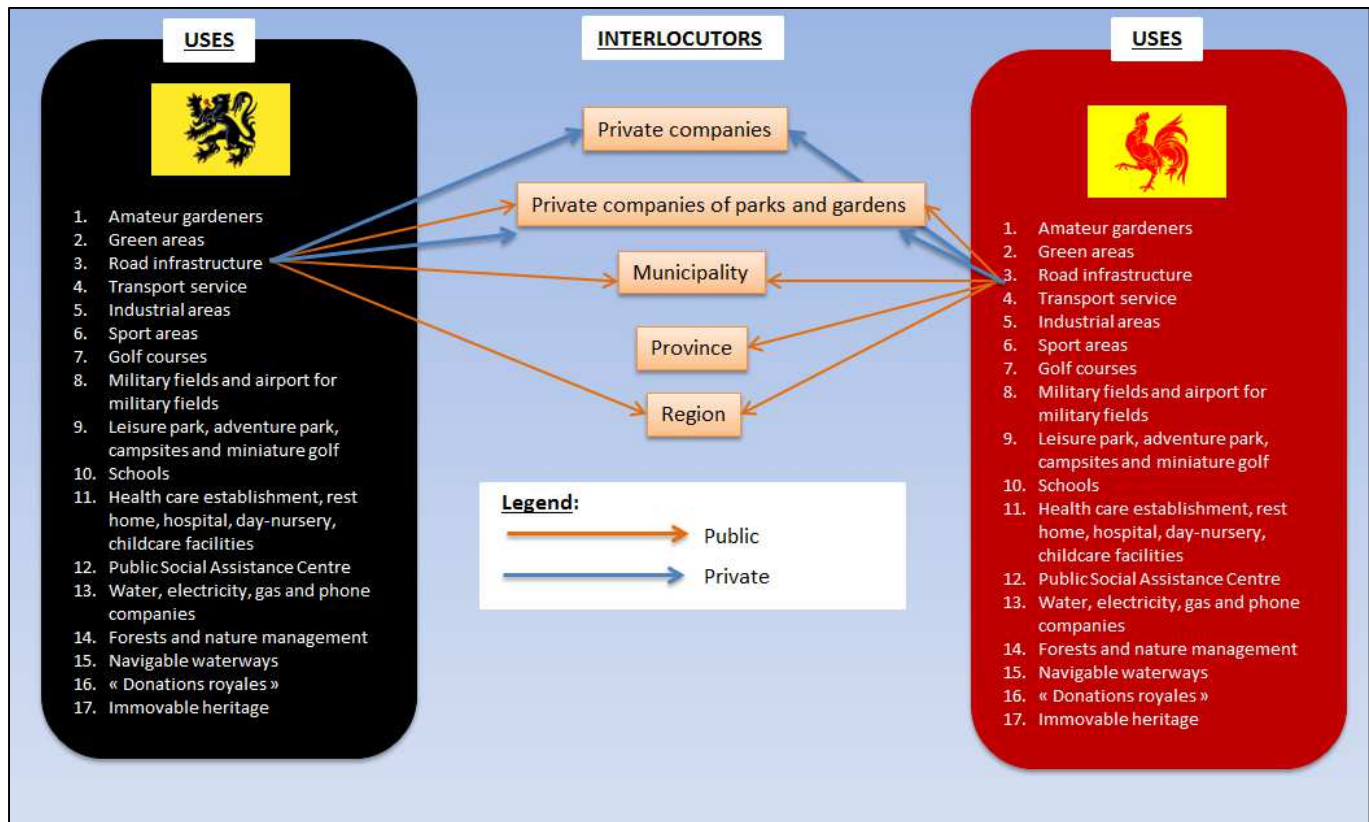 USES
1. Amateur gardeners
2. Green areas
3. Road infrastructure
4. Transport service
5. Industrial areas
6. Sport areas
7. Golf courses
8. Military fields and airport for
military fields
9. Leisure park, adventure park,
campsites and miniature golf
10. Schools
11. Health care establishment, rest
home, hospital, day-nursery,
childcare facilities
12. Public Social Assistance Centre
13. Water, electricity, gas and phone
companies
14. Forests and nature management
15. Navigable waterways
16. « Donations royales »
17. Immovable heritage
INTERLOCUTORS
Private companies
Private companies of parks and gardens
Municipality
Province
Region
Legend:
Public
Private
USES
1. Amateur gardeners
2. Green areas
3. Road infrastructure
4. Transport service
5. Industrial areas
6. Sport areas
7. Golf courses
8. Military fields and airport for
military fields
9. Leisure park, adventure park,
campsites and miniature golf
10. Schools
11. Health care establishment, rest
home, hospital, day-nursery,
childcare facilities
12. Public Social Assistance Centre
13. Water, electricity, gas and phone
companies
14. Forests and nature management
15. Navigable waterways
16. « Donations royales »
17. Immovable heritage